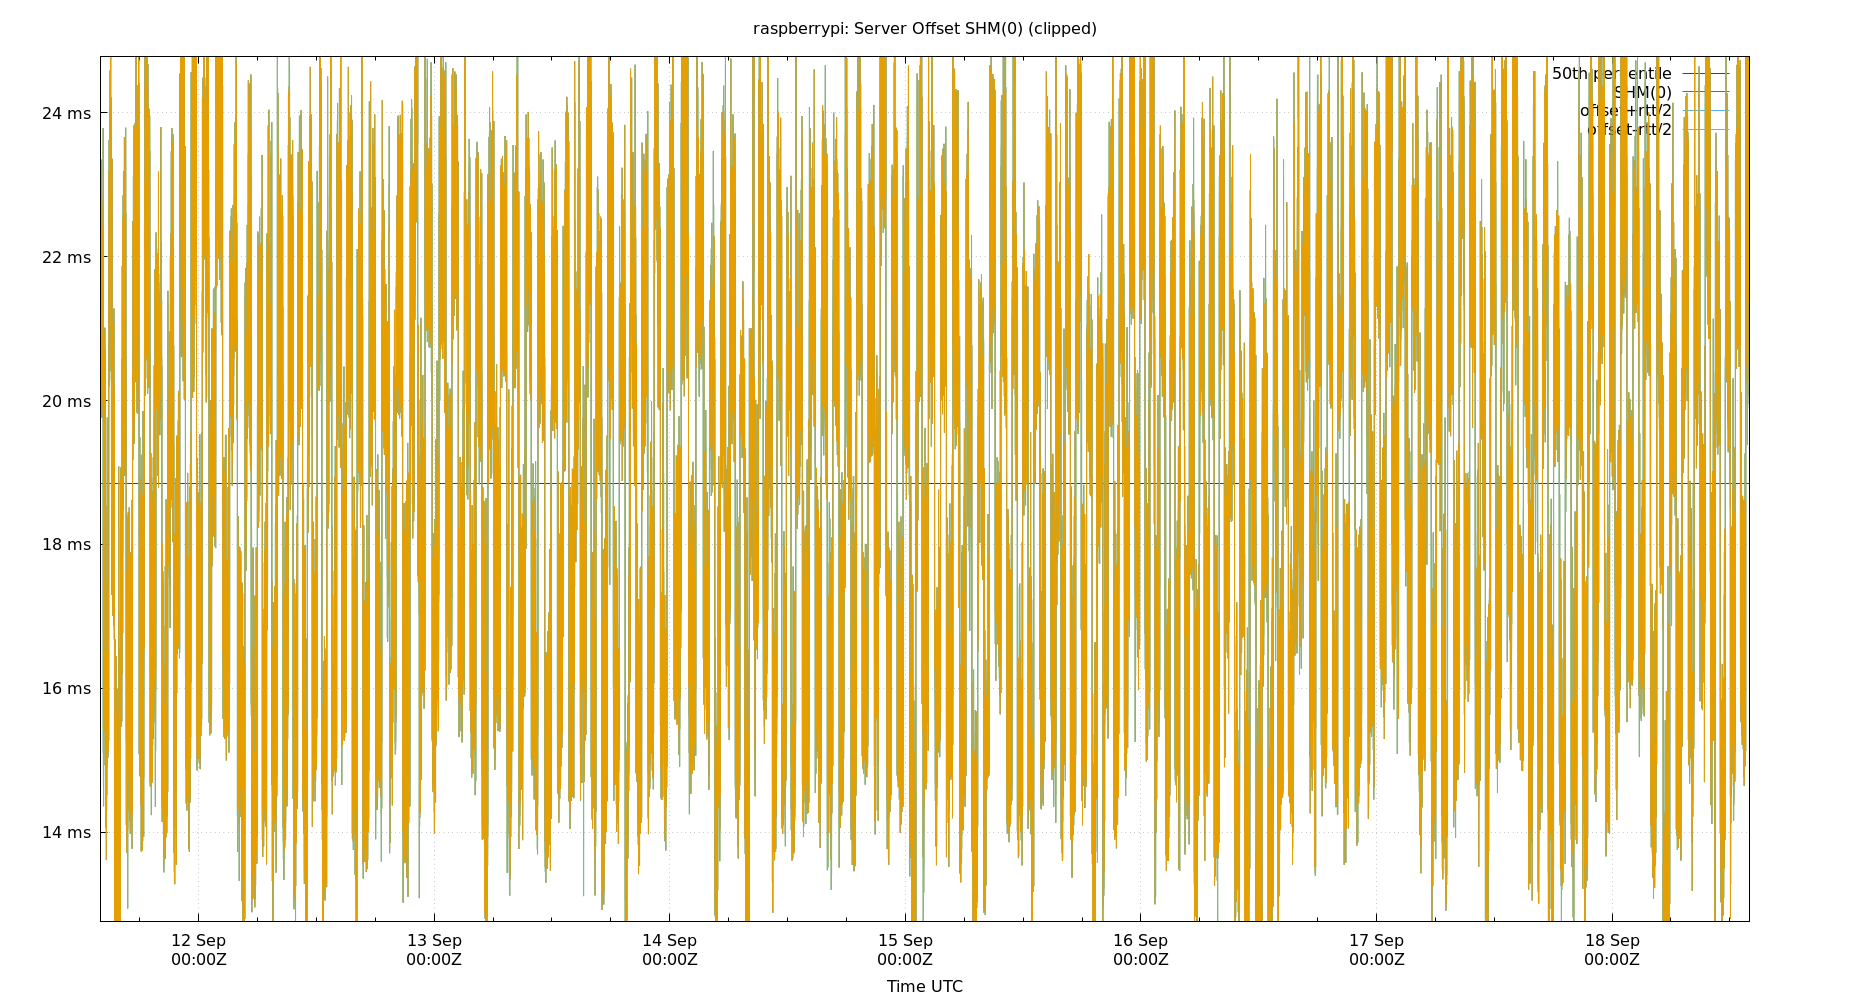 raspberrypi: Server Offset SHM(0) (clipped)
50th percentile
SHM(0)
offset+rtt/2
offset-rtt/2
24 ms
22 ms
20 ms
18 ms
16 ms
14 ms
12 Sep 13 Sep 14 Sep 15 Sep 16 Sep 17 Sep 18 Sep
00:00Z 00:00Z 00:00Z 00:00Z 00:00Z 00:00Z 00:00Z
Time UTC